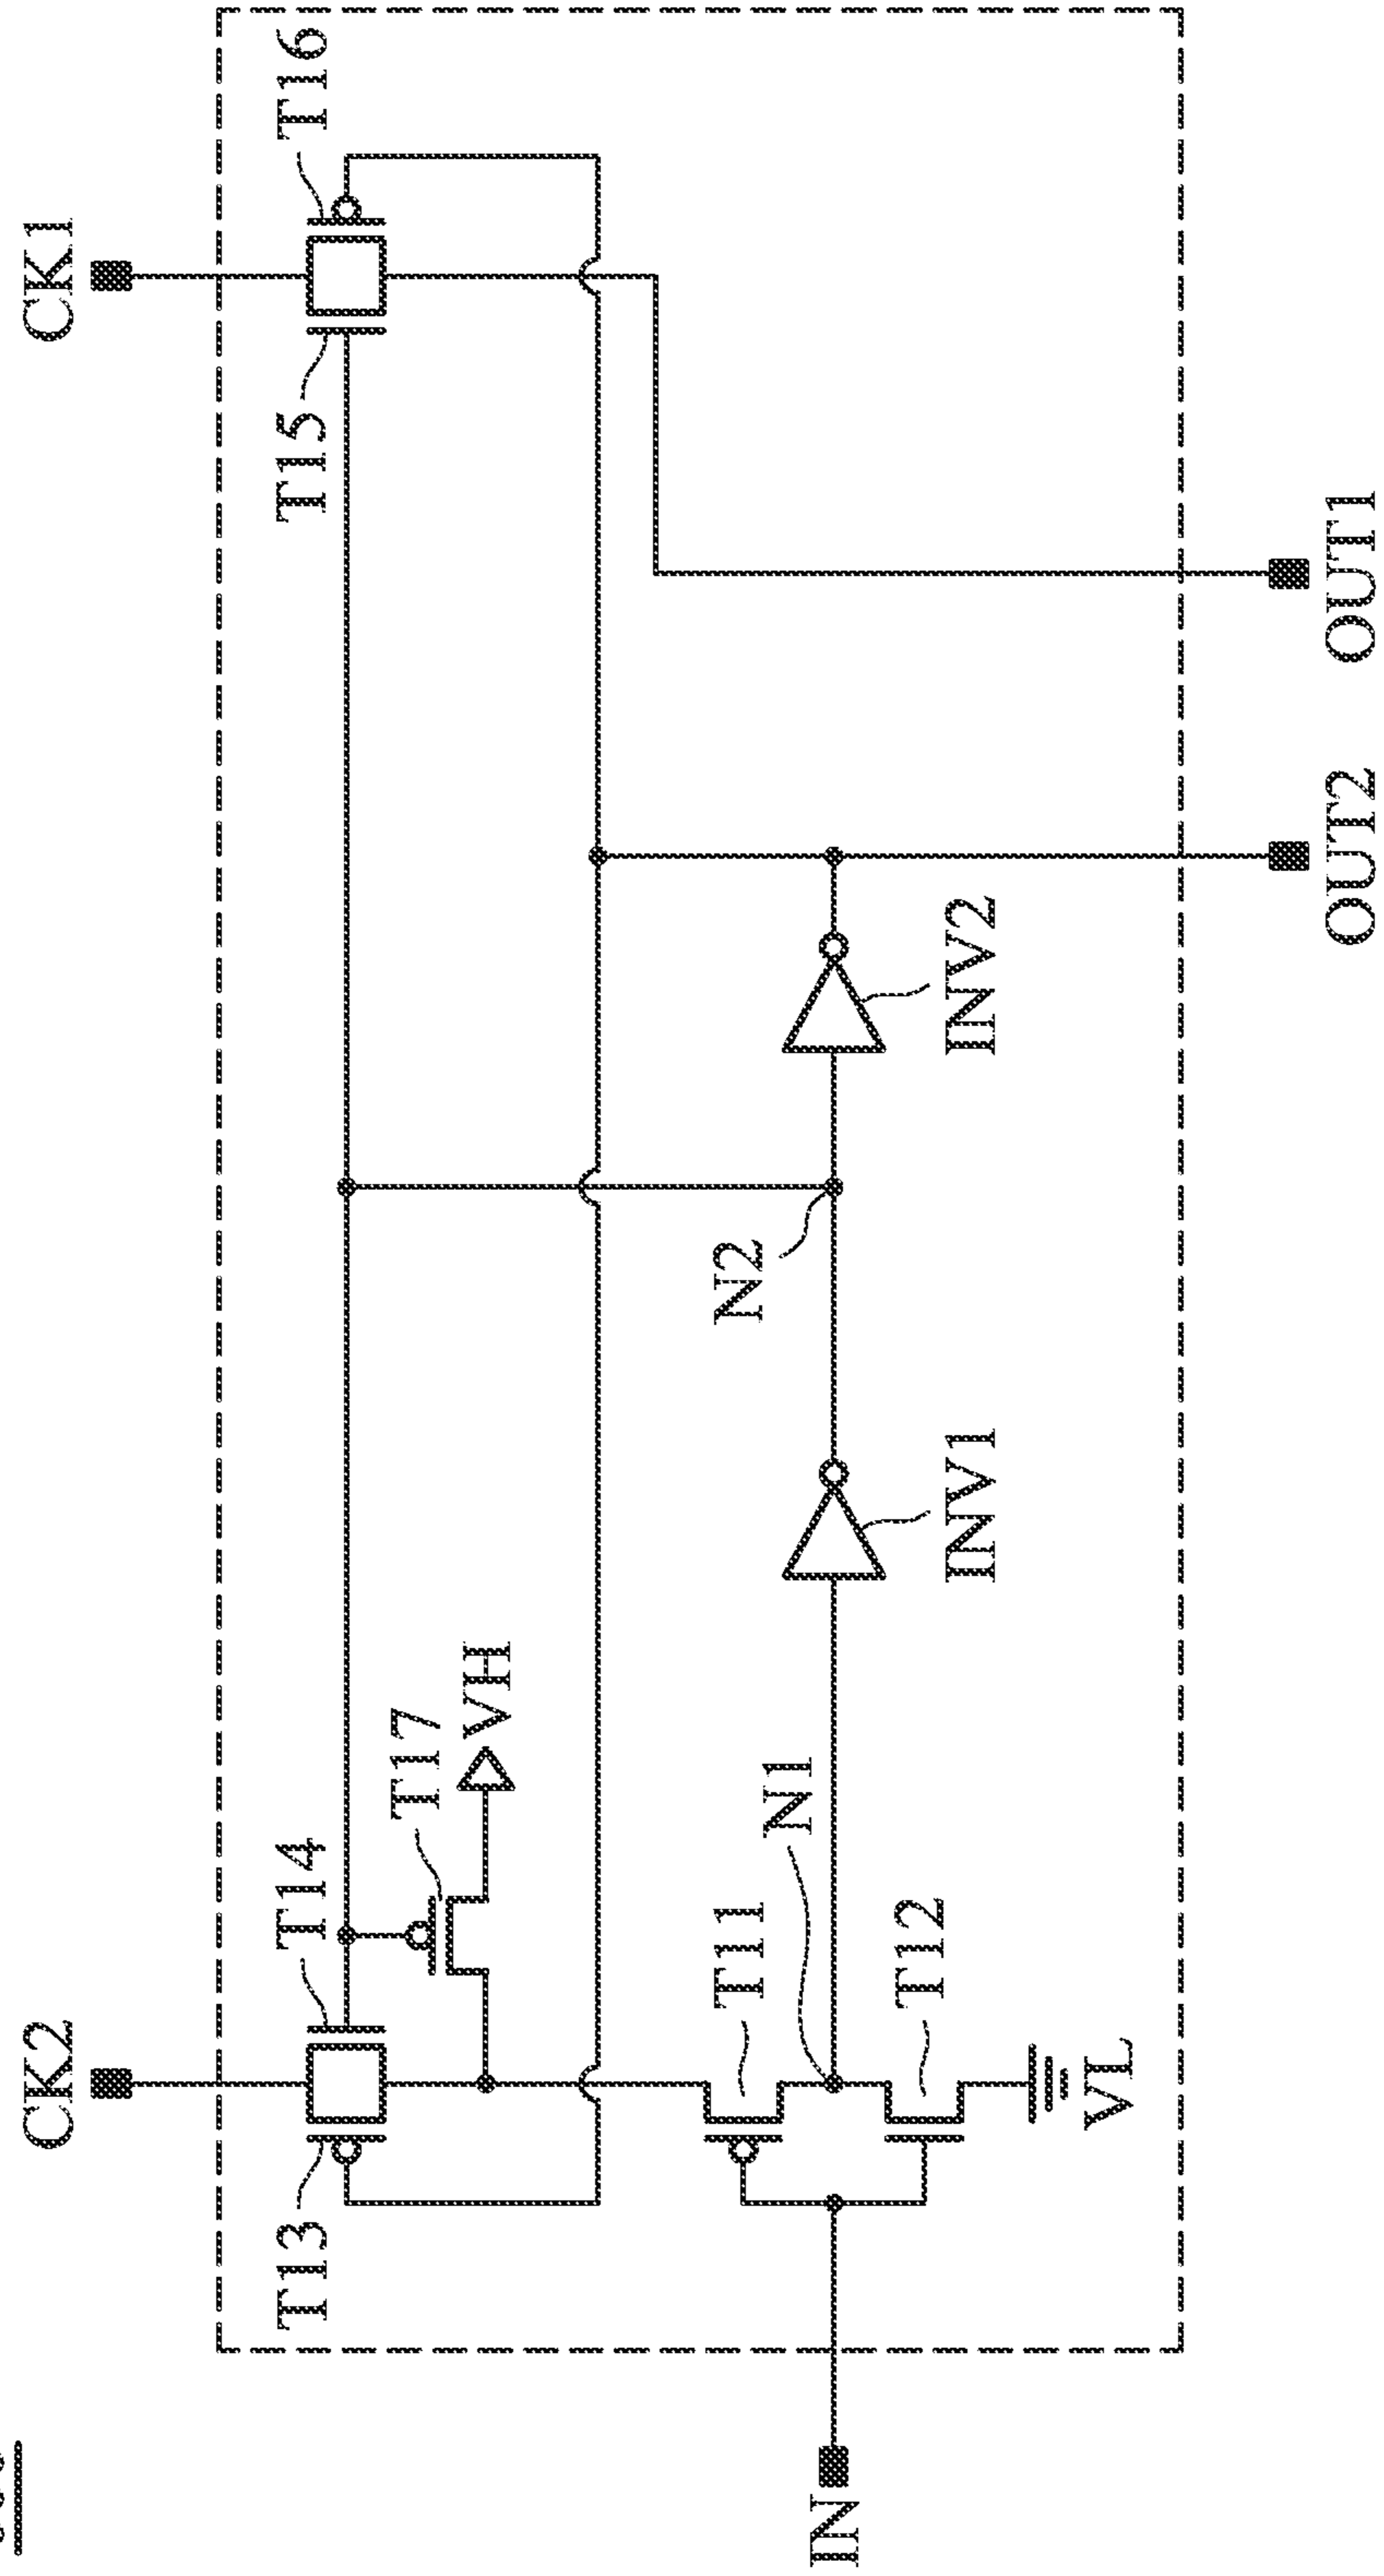 CK2
CK1
T13
T14
T15
T16
T17
VH
T11
N1
N2
T12
INV1
INV2
VL
IN
OUT2
OUT1